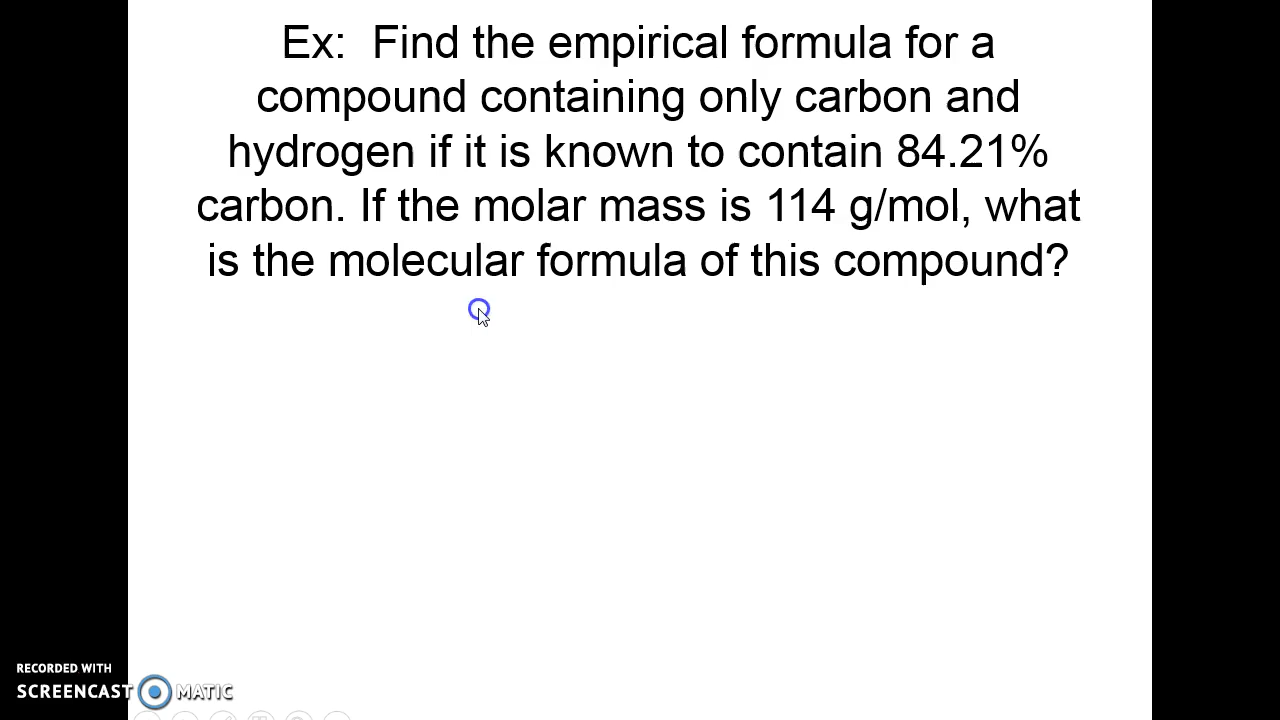 Ex:  Find the empirical formula for a
compound containing only carbon and
hydrogen if it is known to contain 84.21%
carbon. If the molar mass is 114 g/mol, what
is the molecular formula of this compound?
RECORDED WITH
SCREENCAST MATIC